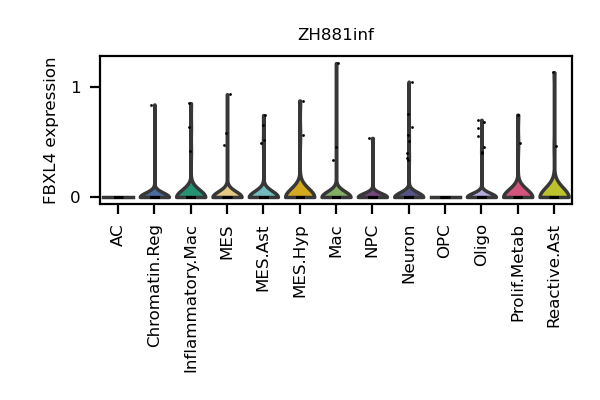 ZH881inf
FBXL4 expression
1
0
AC
Chromatin.Reg
Inflammatory.Mac
MES
MES.Ast
MES.Hyp
Mac
NPC
Neuron
OPC
Oligo
Prolif.Metab
Reactive.Ast